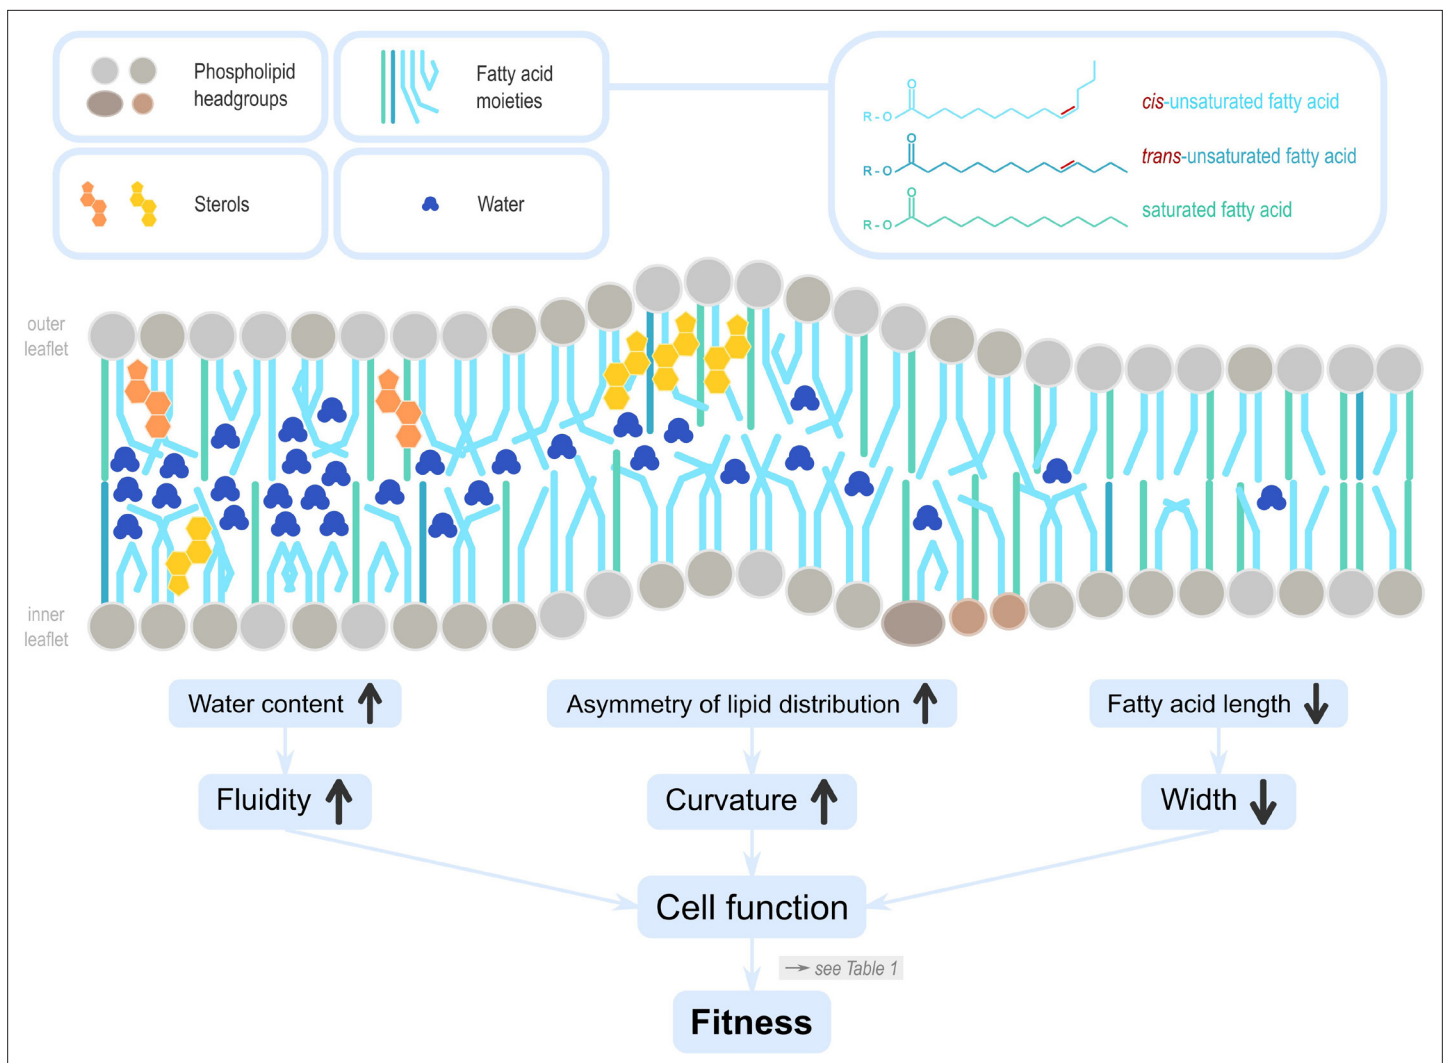 Phospholipid
headgroups
Fatty acid
moieties
Sterols
Water
O
R-O
cis-unsaturated fatty acid
O
R-O
trans-unsaturated fatty acid
O
R-O
saturated fatty acid
outer
leaflet
inner
leaflet
Water content
Asymmetry of lipid distribution
Fatty acid length
Fluidity
Curvature
Width
Cell function
→ see Table 1
Fitness